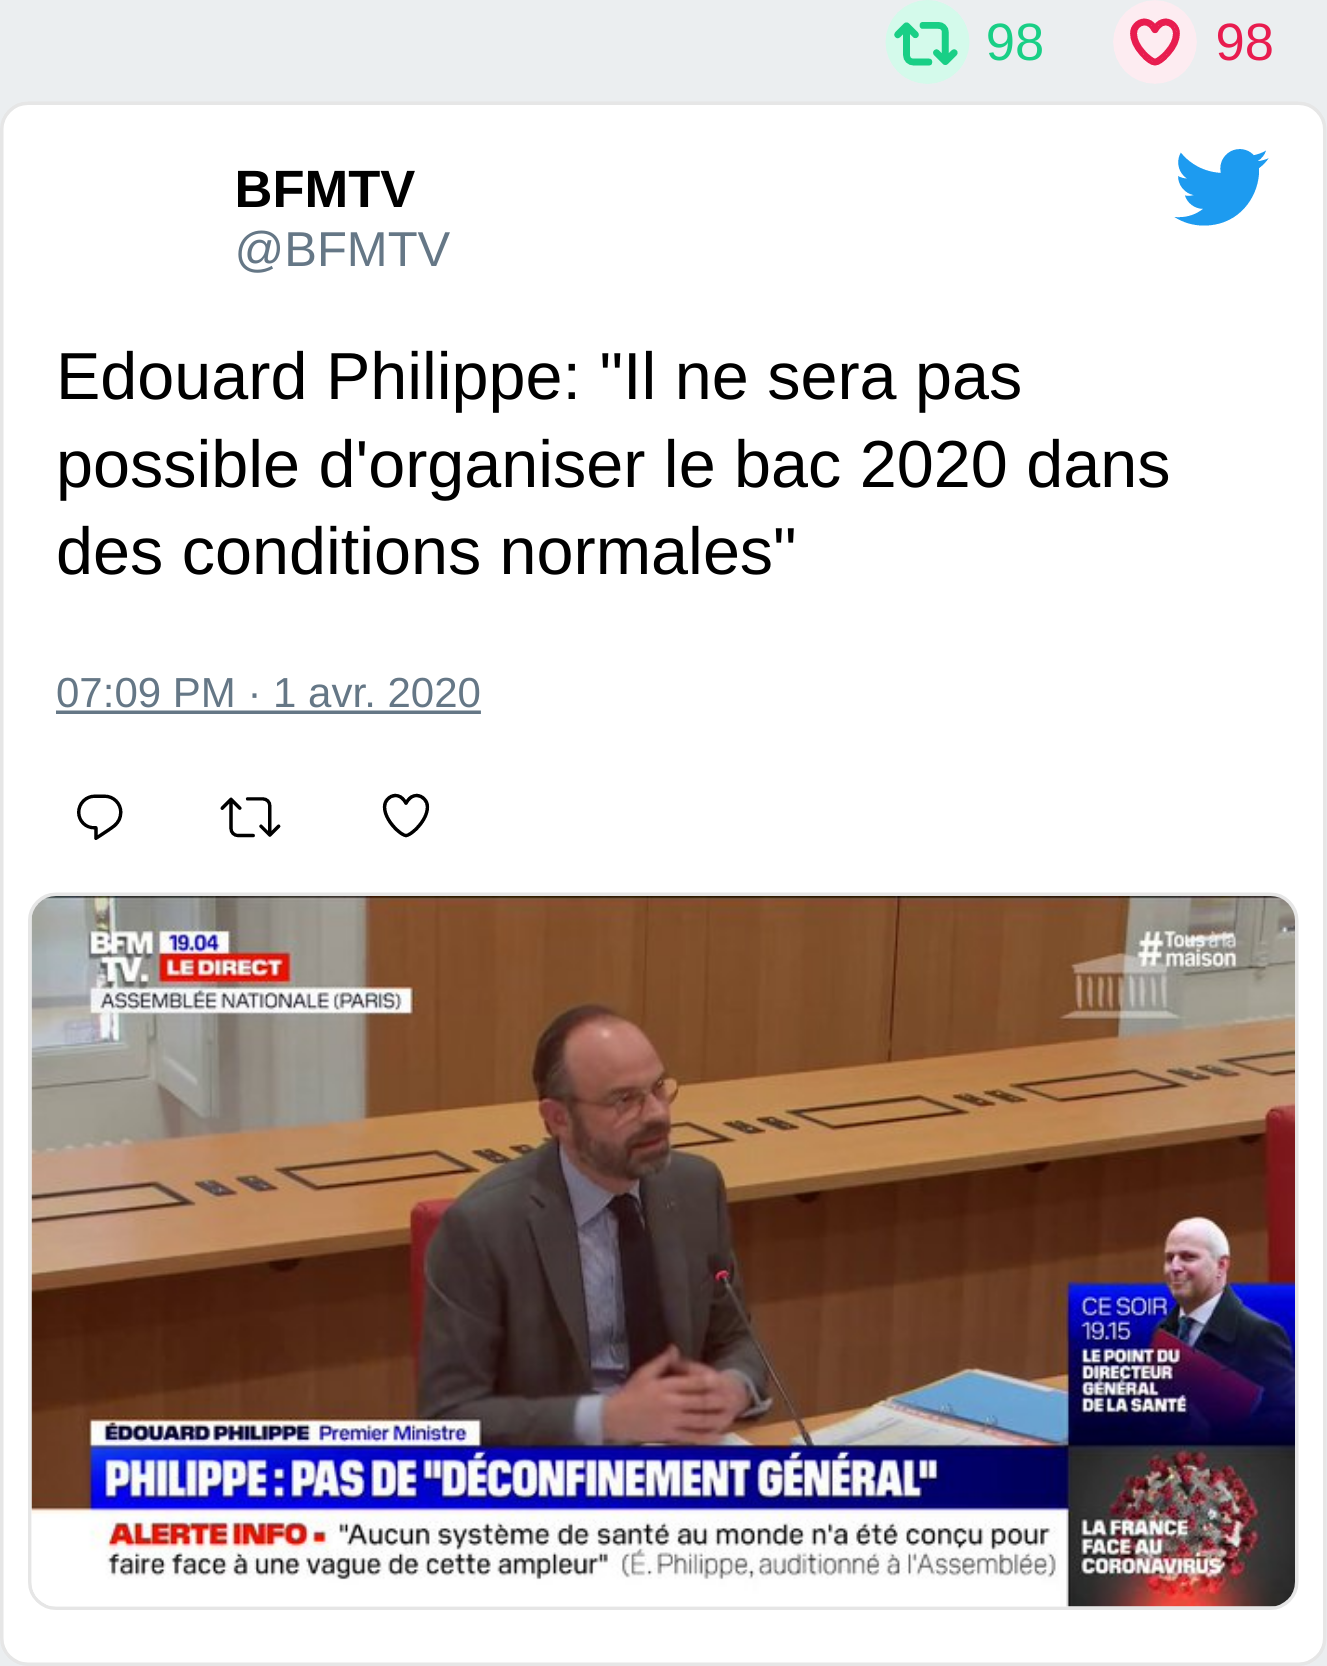 98 98
BFMTV
@BFMTV
Edouard Philippe: "Il ne sera pas
possible d'organiser le bac 2020 dans
des conditions normales"
07:09 PM · 1 avr. 2020
BFM
TV.
19.04
LE DIRECT
ASSEMBLÉE NATIONALE (PARIS)
#Tous à la
maison
CE SOIR
19.15
LE POINT DU
DIRECTEUR
GÉNÉRAL
DE LA SANTÉ
ÉDOUARD PHILIPPE Premier Ministre
PHILIPPE : PAS DE "DÉCONFINEMENT GÉNÉRAL"
ALERTE INFO ▪ "Aucun système de santé au monde n'a été conçu pour
faire face à une vague de cette ampleur" (É. Philippe, auditionné à l'Assemblée)
LA FRANCE
FACE AU
CORONAVIRUS